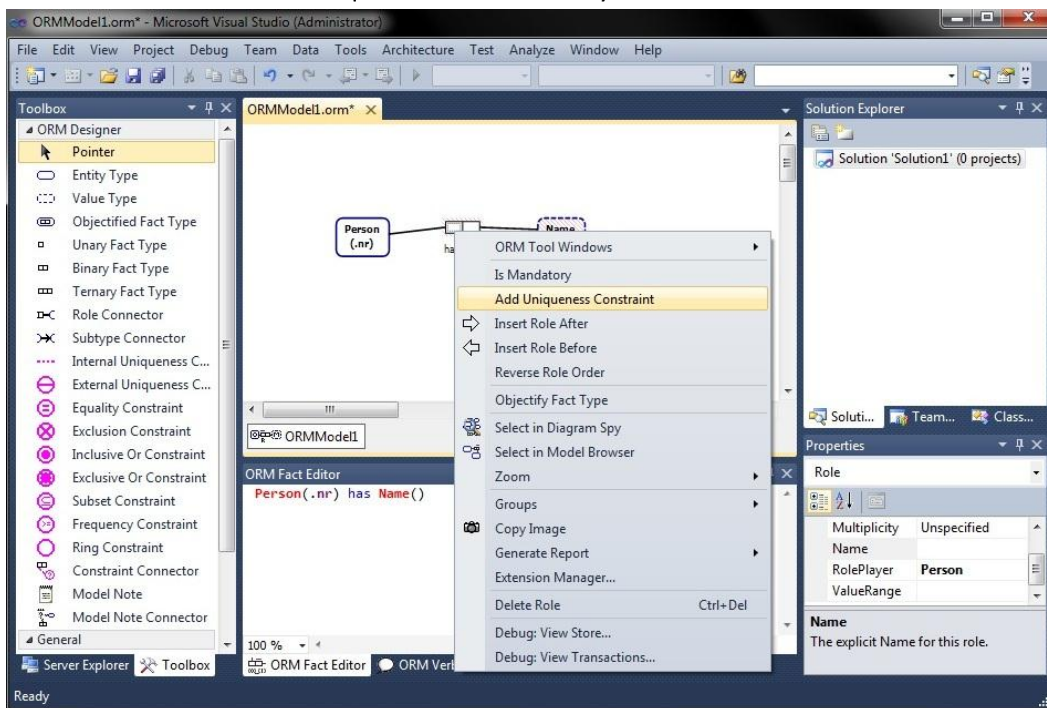 ORMModel1.orm* - Microsoft Visual Studio (Administrator)
File Edit View Project Debug Team Data Tools Architecture Test Analyze Window Help
Toolbox
ORM Designer
Pointer
Entity Type
Value Type
Objectified Fact Type
Unary Fact Type
Binary Fact Type
Ternary Fact Type
Role Connector
Subtype Connector
Internal Uniqueness C...
External Uniqueness C...
Equality Constraint
Exclusion Constraint
Inclusive Or Constraint
Exclusive Or Constraint
Subset Constraint
Frequency Constraint
Ring Constraint
Constraint Connector
Model Note
Model Note Connector
General
Server Explorer Toolbox
ORMModel1.orm*
Person
(.nr)
ha
Name
ORMModel1
ORM Fact Editor
Person(.nr) has Name()
100 %
ORM Fact Editor ORM Ver
ORM Tool Windows
Is Mandatory
Add Uniqueness Constraint
Insert Role After
Insert Role Before
Reverse Role Order
Objectify Fact Type
Select in Diagram Spy
Select in Model Browser
Zoom
Groups
Copy Image
Generate Report
Extension Manager...
Delete Role Ctrl+Del
Debug: View Store...
Debug: View Transactions...
Solution Explorer
Solution 'Solution1' (0 projects)
Soluti... Team... Class...
Properties
Role
Multiplicity Unspecified
Name
RolePlayer Person
ValueRange
Name
The explicit Name for this role.
Ready